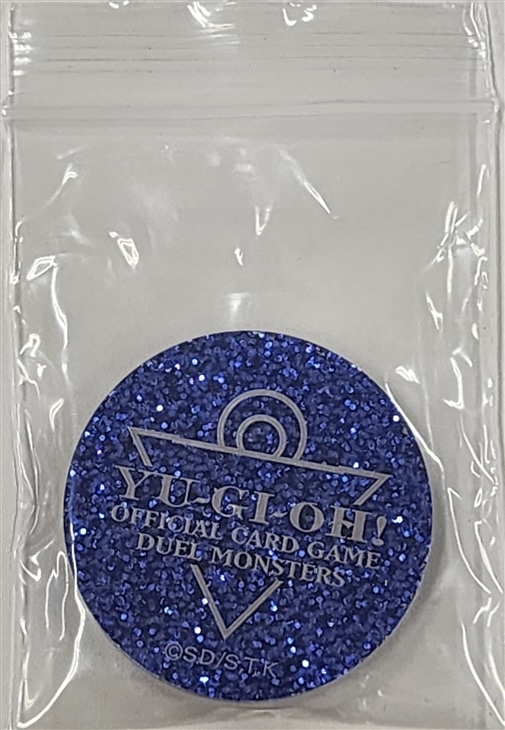 YU-GI-OH!
OFFICIAL CARD GAME
DUEL MONSTERS
©SD/S.T.K